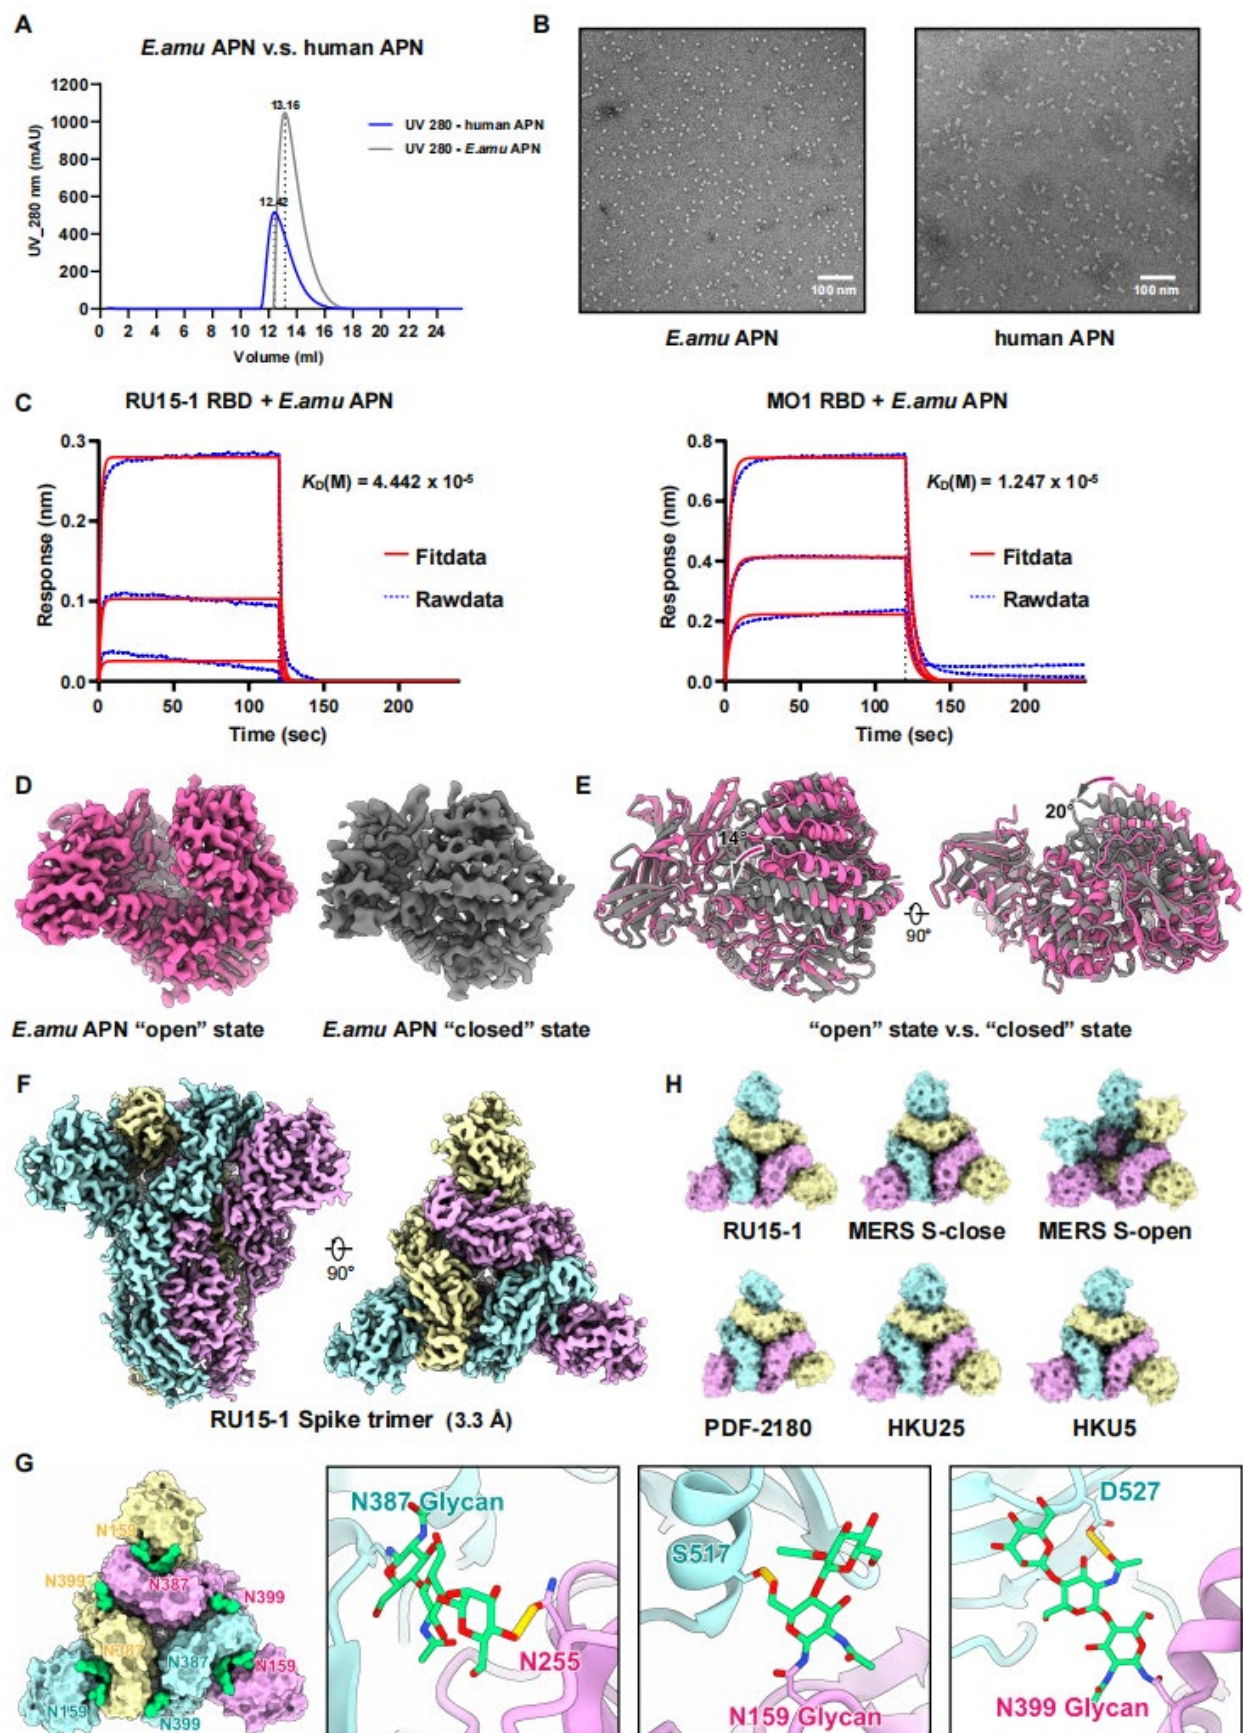 A
E.amu APN v.s. human APN
1200
1000
800
600
400
200
0
UV_280 nm (mAU)
13.16
12.42
UV 280 - human APN
UV 280 - E.amu APN
0 2 4 6 8 10 12 14 16 18 20 22 24
Volume (ml)
B
100 nm
100 nm
E.amu APN
human APN
C
RU15-1 RBD + E.amu APN
0.3
0.2
0.1
0.0
Response (nm)
K_D(M) = 4.442 x 10⁻⁵
Fitdata
Rawdata
0 50 100 150 200
Time (sec)
MO1 RBD + E.amu APN
0.8
0.6
0.4
0.2
0.0
Response (nm)
K_D(M) = 1.247 x 10⁻⁵
Fitdata
Rawdata
0 50 100 150 200
Time (sec)
D
E.amu APN “open” state
E.amu APN “closed” state
E
14°
90°
20°
“open” state v.s. “closed” state
F
90°
RU15-1 Spike trimer (3.3 Å)
H
RU15-1
MERS S-close
MERS S-open
PDF-2180
HKU25
HKU5
G
N159
N399
N387
N399
N387
N387
N159
N159
N399
N387 Glycan
N255
S517
N159 Glycan
D527
N399 Glycan